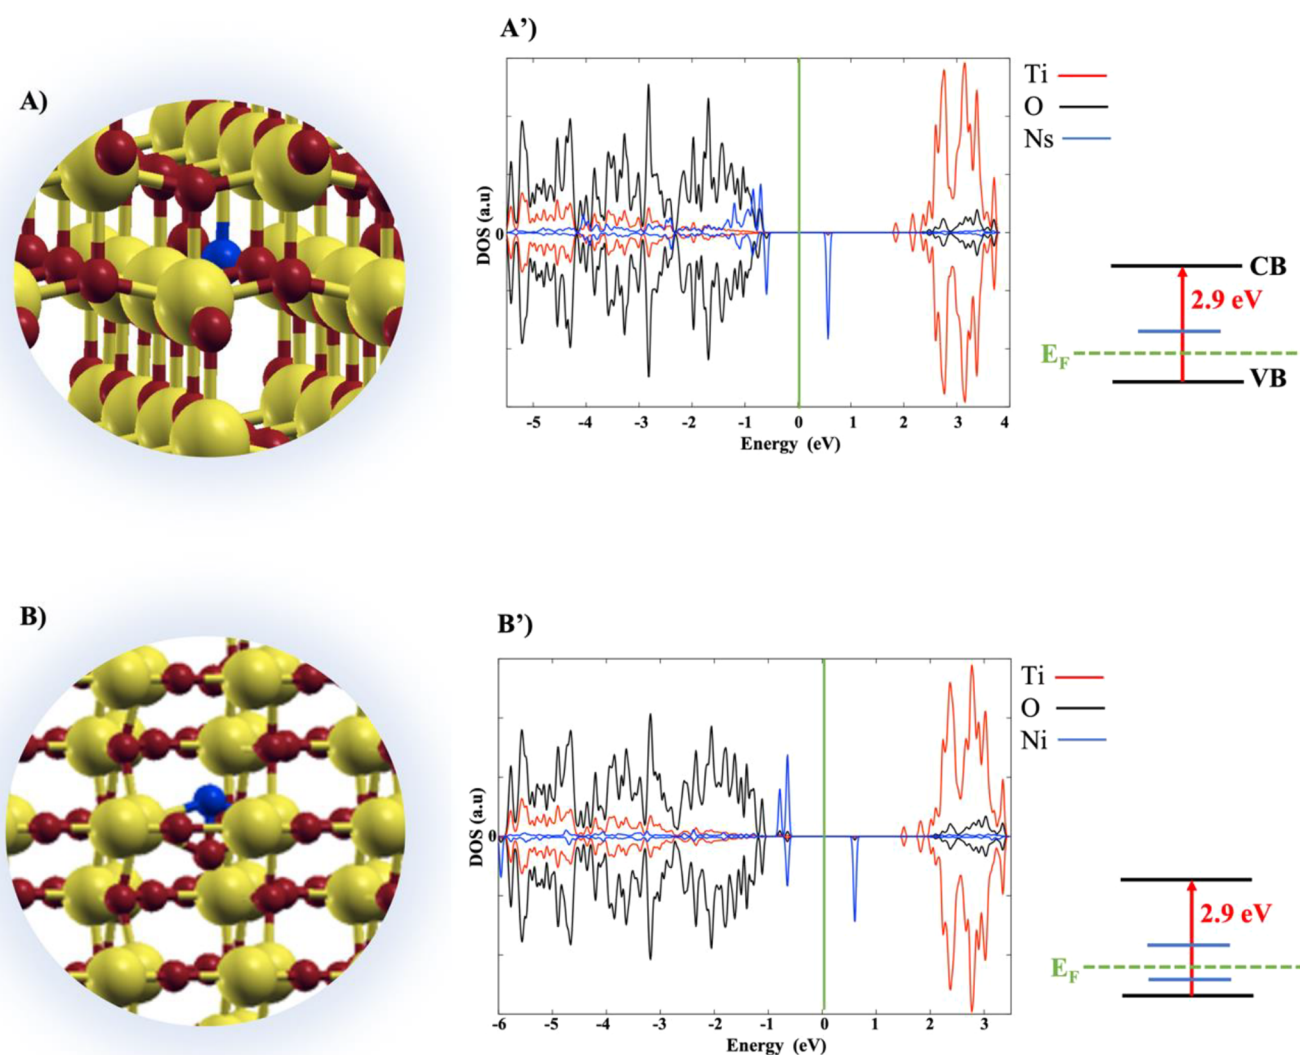 A)
A’)
DOS (a.u)
0
-5 -4 -3 -2 -1 0 1 2 3 4
Energy (eV)
Ti
O
Ns
CB
2.9 eV
EF
VB
B)
B’)
DOS (a.u)
0
-6 -5 -4 -3 -2 -1 0 1 2 3
Energy (eV)
Ti
O
Ni
2.9 eV
EF